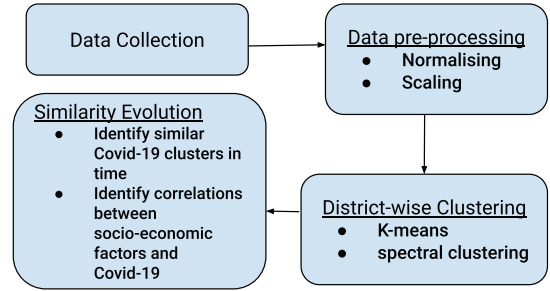 Data Collection
Data pre-processing
● Normalising
● Scaling
District-wise Clustering
● K-means
● spectral clustering
Similarity Evolution
● Identify similar
Covid-19 clusters in
time
● Identify correlations
between
socio-economic
factors and
Covid-19